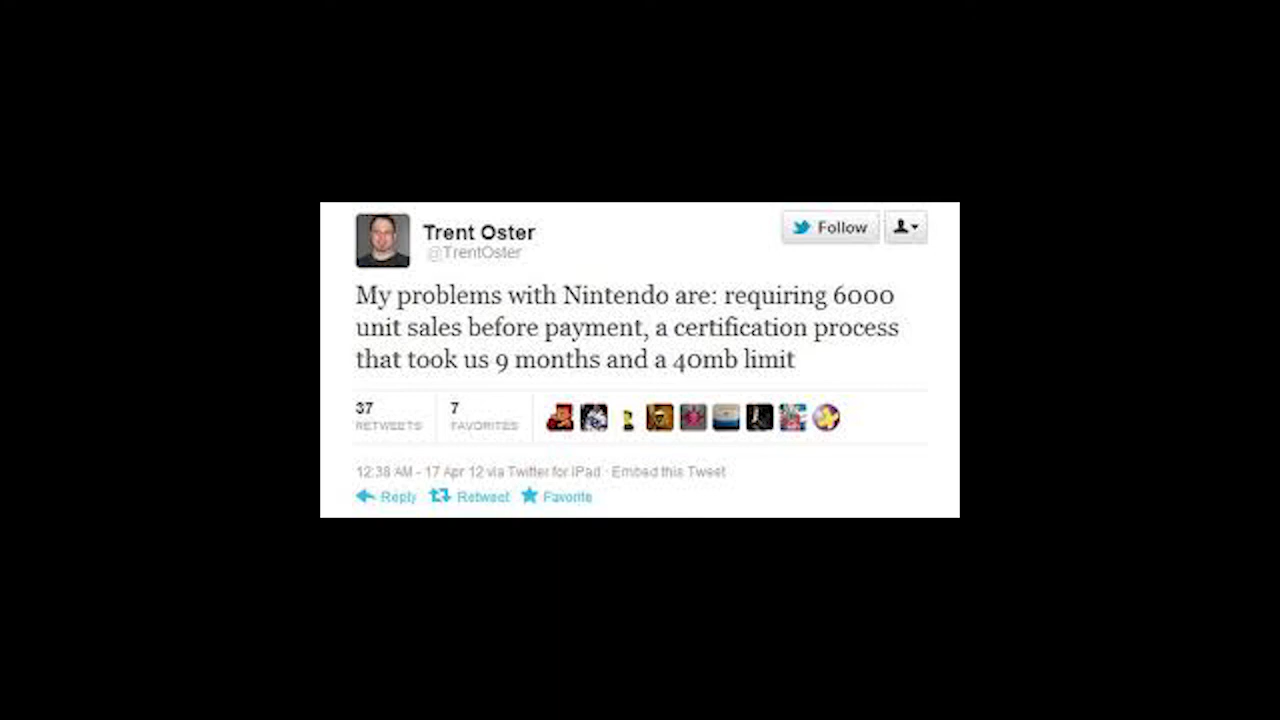 Trent Oster
@TrentOster
Follow
My problems with Nintendo are: requiring 6000
unit sales before payment, a certification process
that took us 9 months and a 40mb limit
37
RETWEETS
7
FAVORITES
12:38 AM - 17 Apr 12 via Twitter for iPad · Embed this Tweet
Reply Retweet Favorite